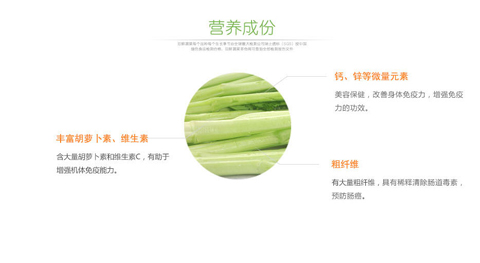 营养成份
钙、锌等微量元素
美容保健，改善身体免疫力，增强免疫
力的功效。
丰富胡萝卜素、维生素
含大量胡萝卜素和维生素C，有助于
增强机体免疫能力。
粗纤维
有大量粗纤维，具有稀释清除肠道毒素，
预防肠癌。